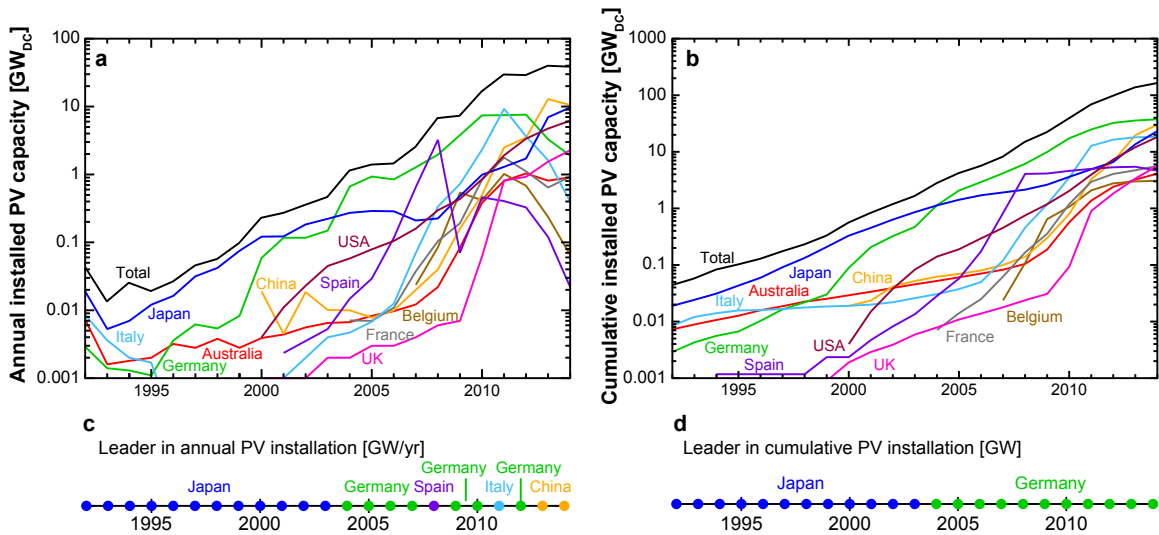 a
Annual installed PV capacity [GW_DC]
100
10
1
0.1
0.01
0.001
1995
2000
2005
2010
Total
Japan
Italy
Germany
Australia
China
Spain
USA
Belgium
France
UK
b
Cumulative installed PV capacity [GW_DC]
1000
100
10
1
0.1
0.01
0.001
1995
2000
2005
2010
Total
Japan
Italy
Australia
China
Germany
Spain
USA
UK
France
Belgium
c
Leader in annual PV installation [GW/yr]
Germany Germany
Japan Germany Spain Italy China
1995 2000 2005 2010
d
Leader in cumulative PV installation [GW]
Japan Germany
1995 2000 2005 2010